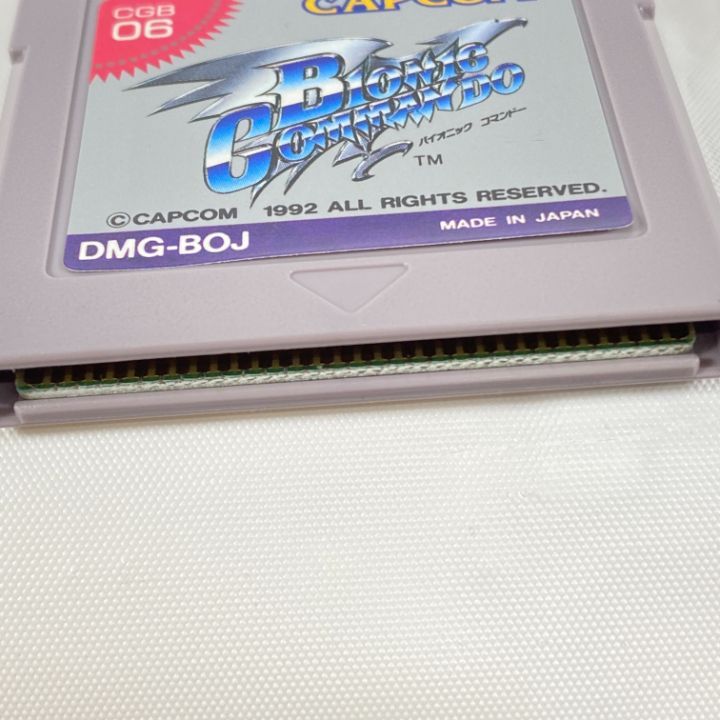 CAPCOM
CGB
06
BIONIC
COMMANDO
バイオニック コマンドー
TM
©CAPCOM 1992 ALL RIGHTS RESERVED.
DMG-BOJ
MADE IN JAPAN